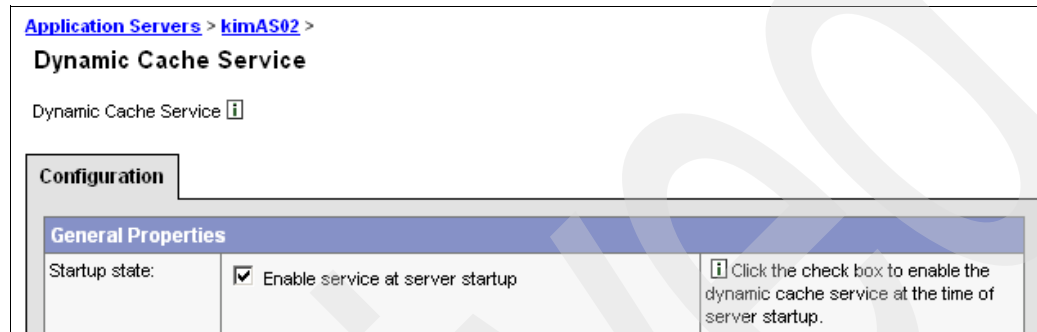 Application Servers > kimAS02 >
Dynamic Cache Service
Dynamic Cache Service i
Configuration
General Properties
Startup state:
Enable service at server startup
i Click the check box to enable the
dynamic cache service at the time of
server startup.